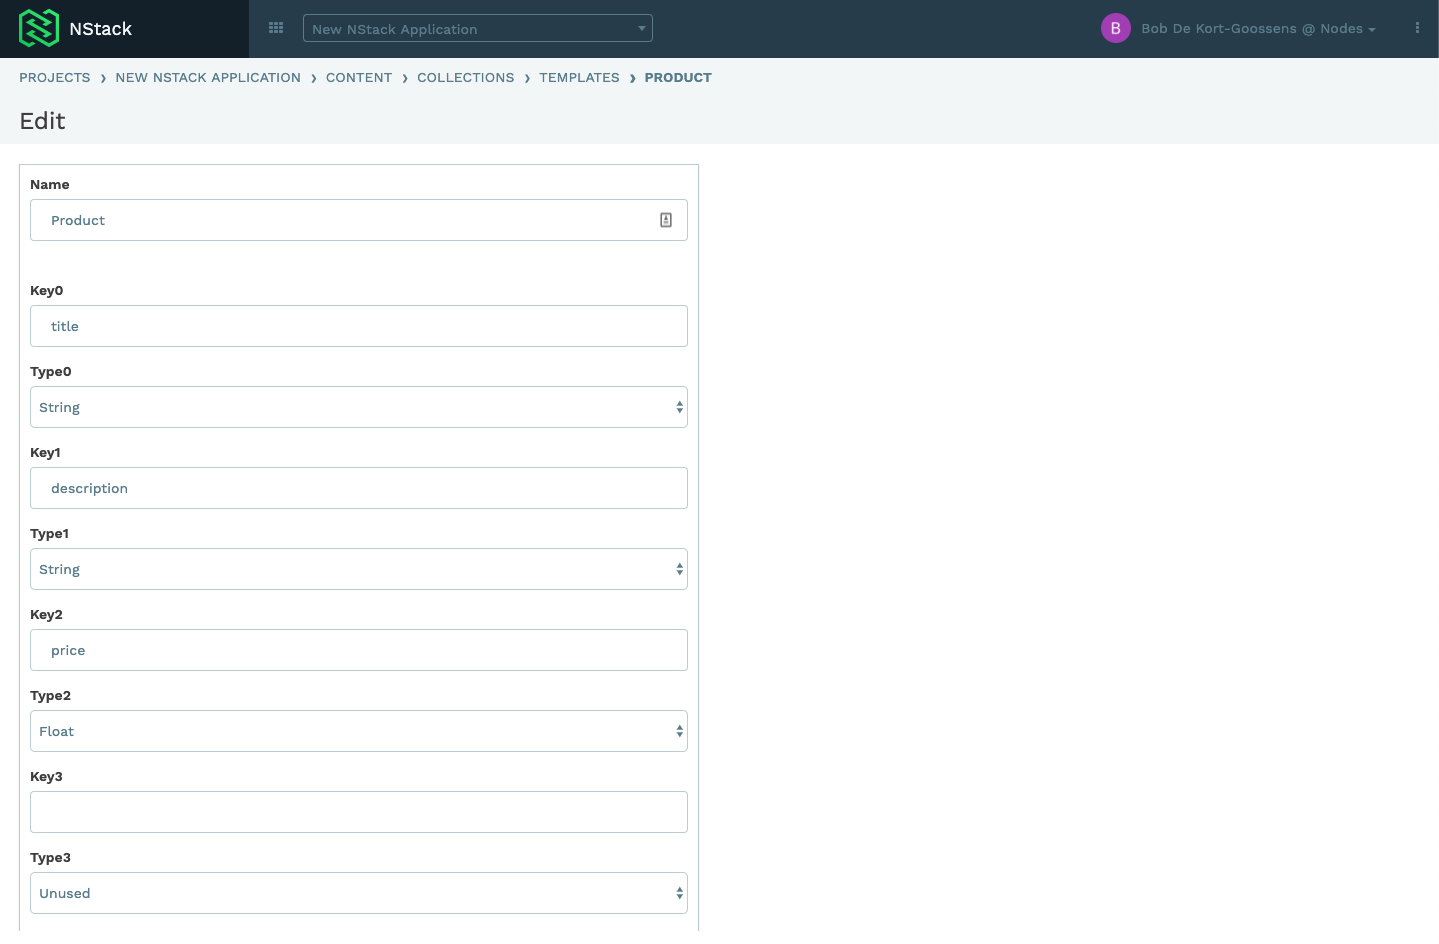 NStack
New NStack Application
B
Bob De Kort-Goossens @ Nodes
PROJECTS › NEW NSTACK APPLICATION › CONTENT › COLLECTIONS › TEMPLATES › PRODUCT
Edit
Name
Product
Key0
title
Type0
String
Key1
description
Type1
String
Key2
price
Type2
Float
Key3
Type3
Unused